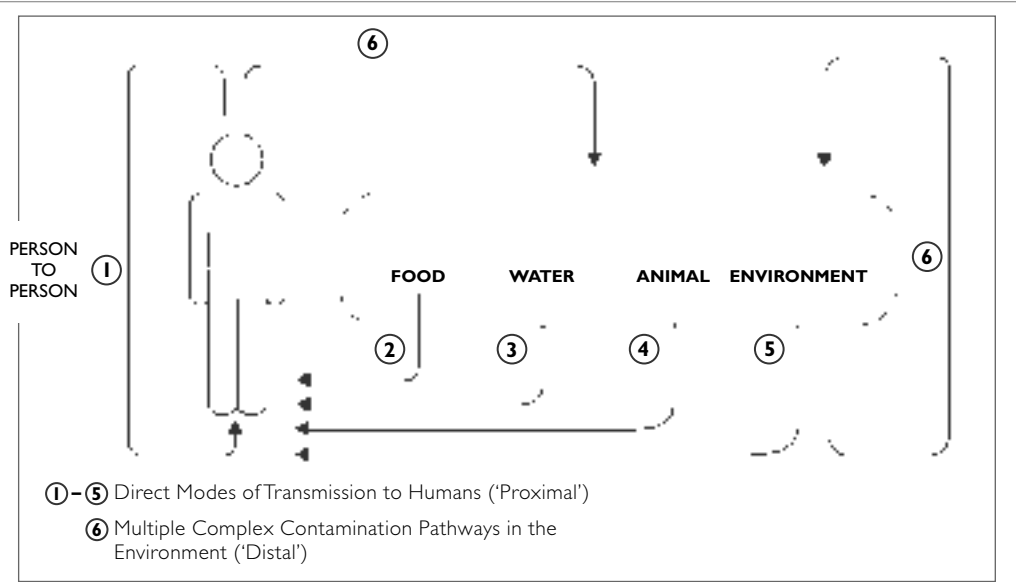 ⑥
PERSON
TO
PERSON
①
⑥
FOOD WATER ANIMAL ENVIRONMENT
② ③ ④ ⑤
①–⑤ Direct Modes of Transmission to Humans (‘Proximal’)
⑥ Multiple Complex Contamination Pathways in the
Environment (‘Distal’)